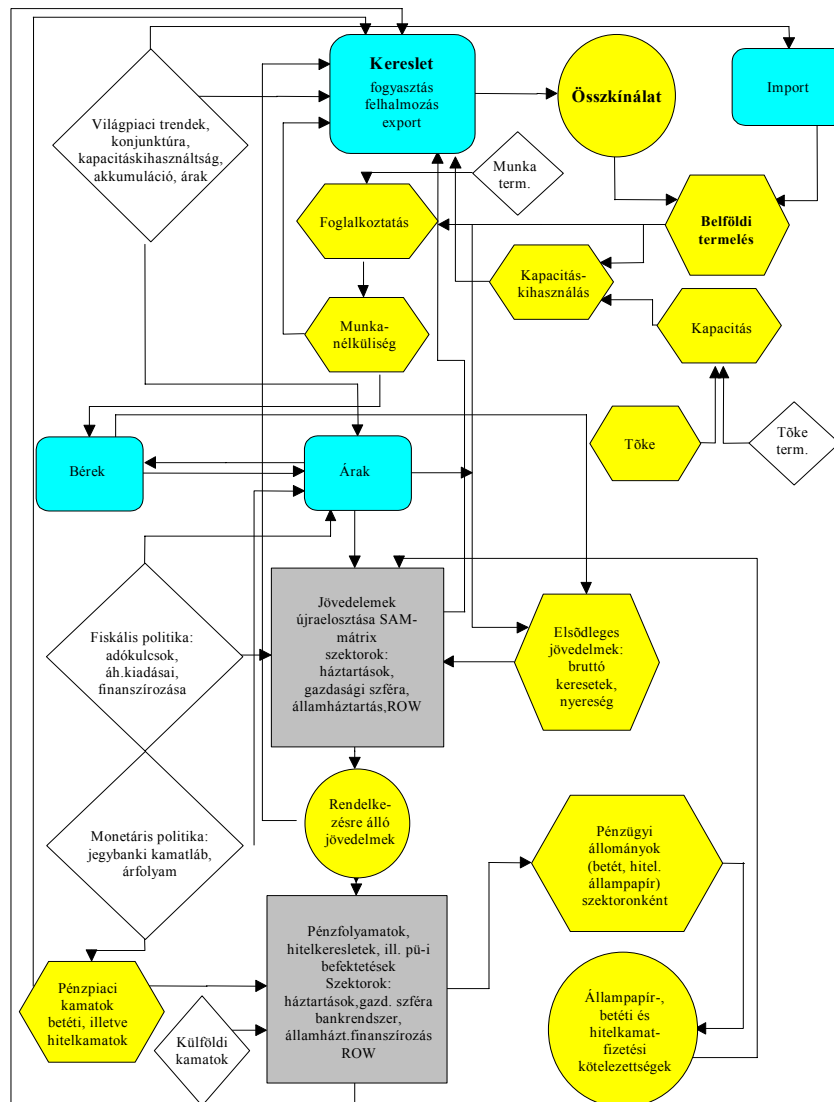 Kereslet
fogyasztás
felhalmozás
export
Összkínálat
Import
Világpiaci trendek,
konjunktúra,
kapacitáskihasználtság,
akkumuláció, árak
Munka
term.
Foglalkoztatás
Belföldi
termelés
Kapacitás-
kihasználás
Munka-
nélküliség
Kapacitás
Tõke
Tõke
term.
Bérek
Árak
Jövedelemek
újraelosztása SAM-
mátrix
szektorok:
háztartások,
gazdasági szféra,
államháztartás,ROW
Elsõdleges
jövedelmek:
bruttó
keresetek,
nyereség
Fiskális politika:
adókulcsok,
áh.kiadásai,
finanszírozása
Rendelke-
zésre álló
jövedelmek
Monetáris politika:
jegybanki kamatláb,
árfolyam
Pénzügyi
állományok
(betét, hitel.
állampapír)
szektoronként
Pénzfolyamatok,
hitelkeresletek, ill. pü-i
befektetések
Szektorok:
háztartások,gazd. szféra
bankrendszer,
államházt.finanszírozás
ROW
Pénzpiaci
kamatok
betéti, illetve
hitelkamatok
Külföldi
kamatok
Állampapír-,
betéti és
hitelkamat-
fizetési
kötelezettségek